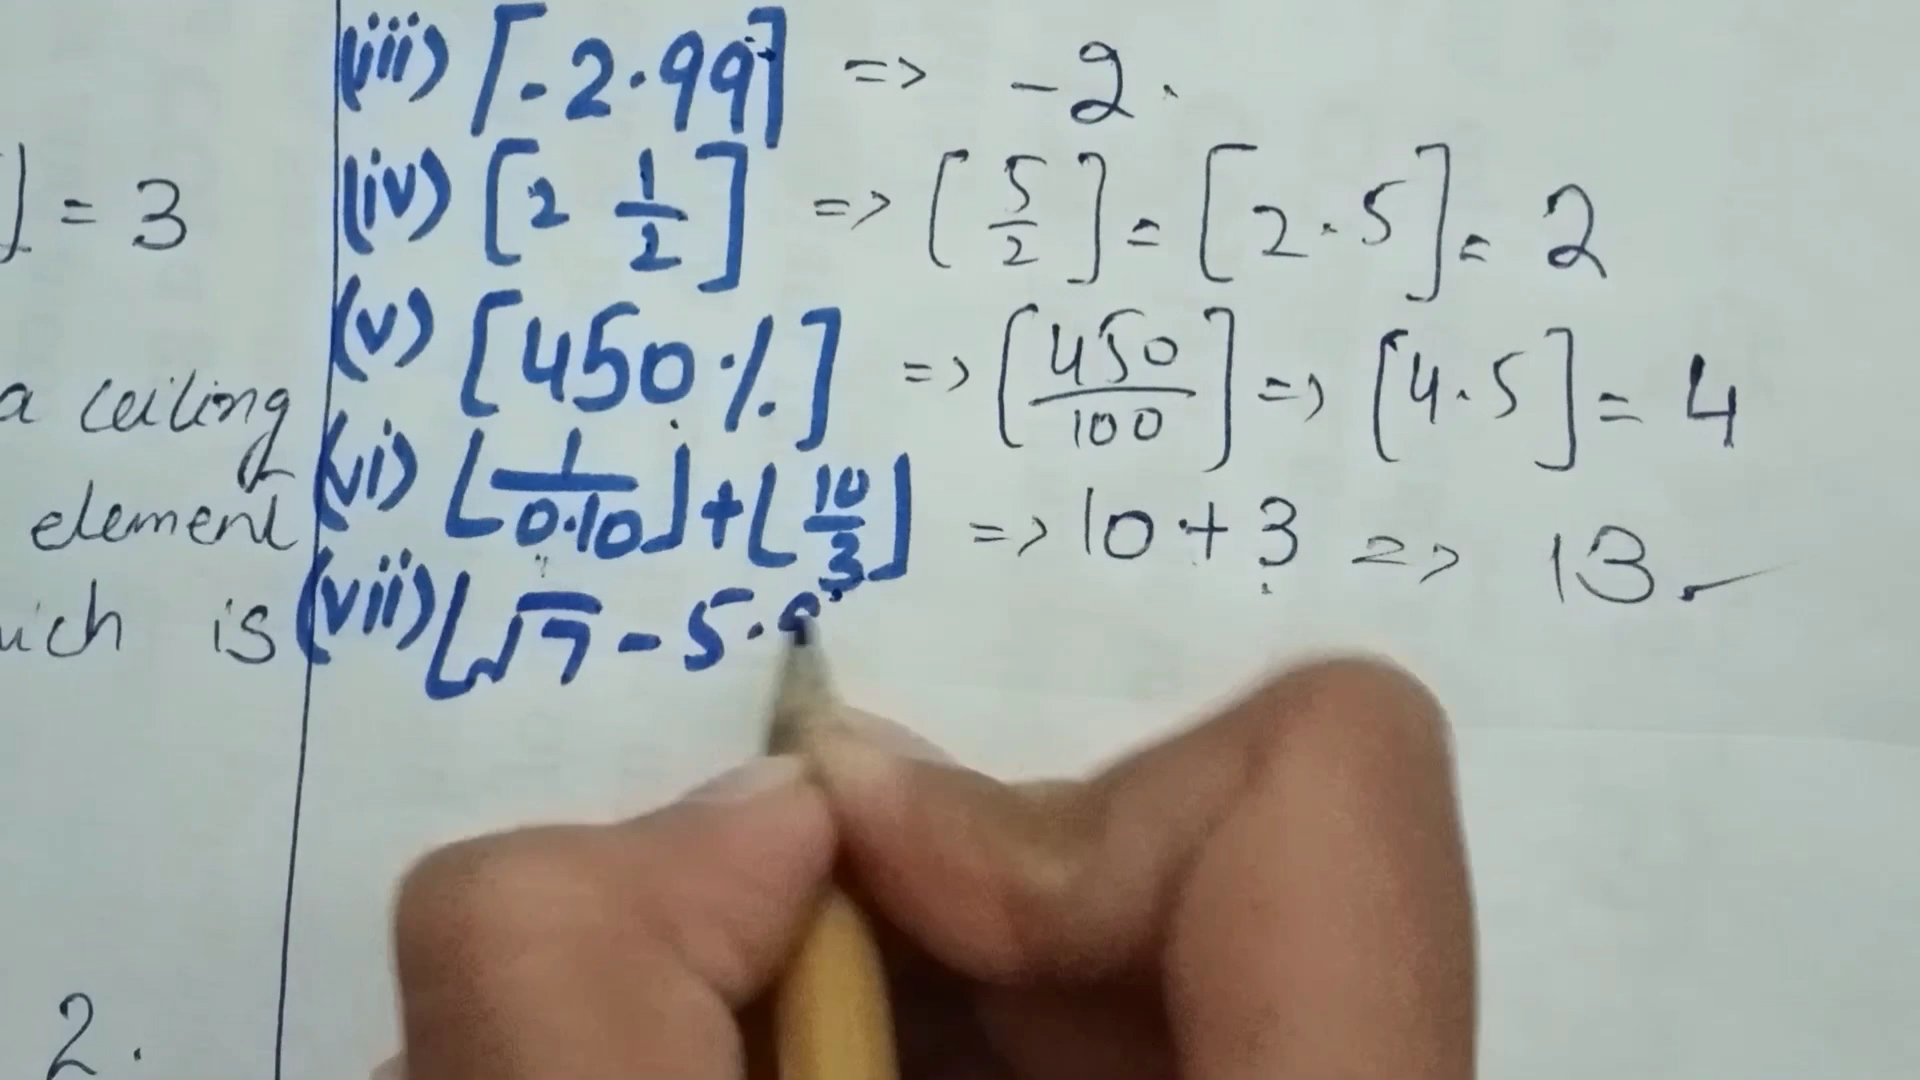 ⌋ = 3
a ceiling
element
is
2.
(iii) ⌈-2.99⌉ => -2.
(iv) [2 1/2] => [5/2] = [2.5] = 2
(v) [450%] => [450/100] => [4.5] = 4
(vi) ⌊1/0.10⌋+⌊10/3⌋ => 10+3 => 13
(vii) ⌊√7 - 5.